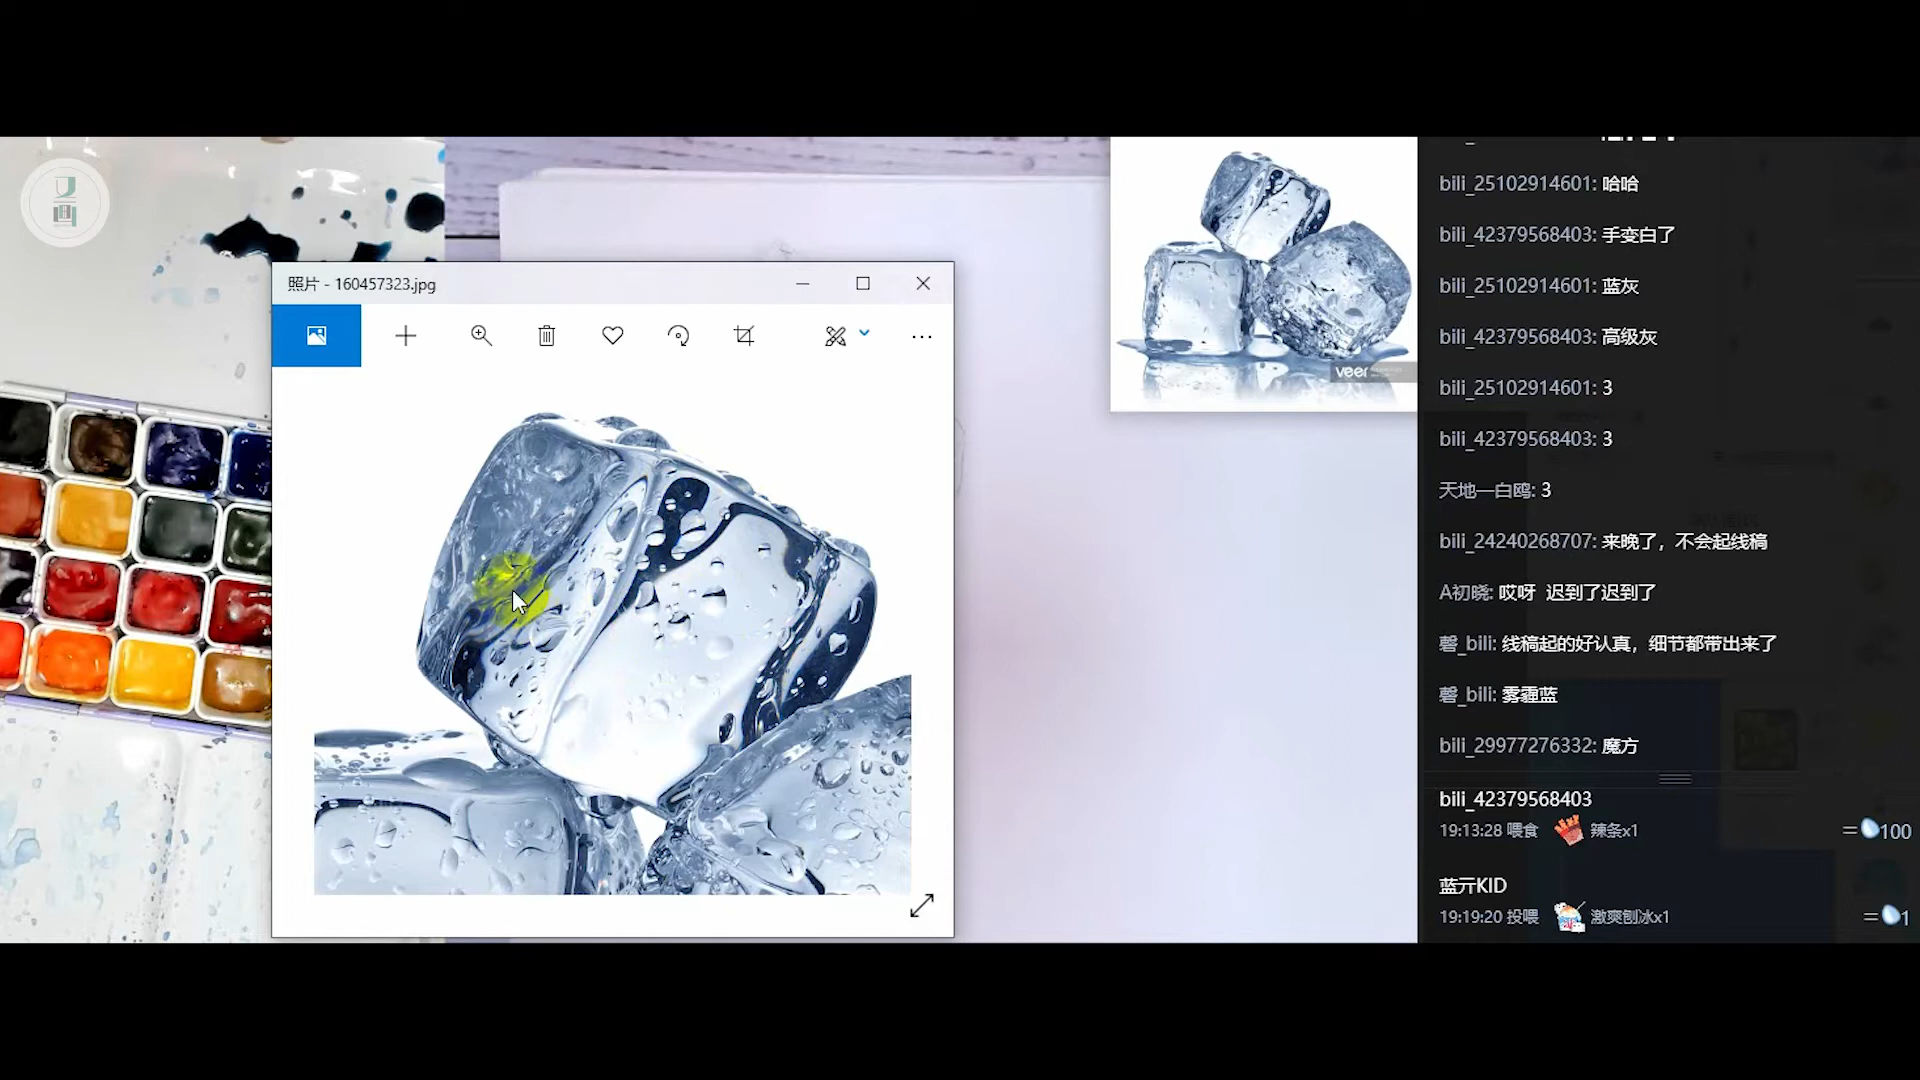 照片 - 160457323.jpg
veer
bili_25102914601: 哈哈
bili_42379568403: 手变白了
bili_25102914601: 蓝灰
bili_42379568403: 高级灰
bili_25102914601: 3
bili_42379568403: 3
天地一白鸥: 3
bili_24240268707: 来晚了，不会起线稿
A初晓: 哎呀 迟到了迟到了
磬_bili: 线稿起的好认真，细节都带出来了
磬_bili: 雾霾蓝
bili_29977276332: 魔方
bili_42379568403
19:13:28 喂食 辣条x1 =100
蓝亓KID
19:19:20 投喂 激爽刨冰x1 =1